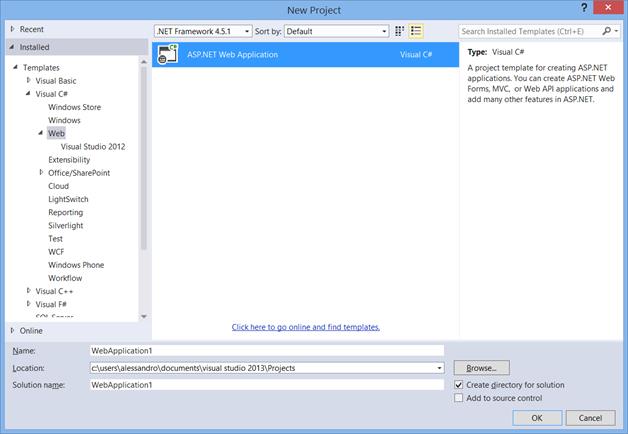 New Project
?
Recent
Installed
Templates
Visual Basic
Visual C#
Windows Store
Windows
Web
Visual Studio 2012
Extensibility
Office/SharePoint
Cloud
LightSwitch
Reporting
Silverlight
Test
WCF
Windows Phone
Workflow
Visual C++
Visual F#
SQL Server
Online
.NET Framework 4.5.1 Sort by: Default
ASP.NET Web Application Visual C#
Click here to go online and find templates.
Search Installed Templates (Ctrl+E)
Type: Visual C#
A project template for creating ASP.NET
applications. You can create ASP.NET Web
Forms, MVC, or Web API applications and
add many other features in ASP.NET.
Name: WebApplication1
Location: c:\users\alessandro\documents\visual studio 2013\Projects Browse...
Solution name: WebApplication1
Create directory for solution
Add to source control
OK Cancel